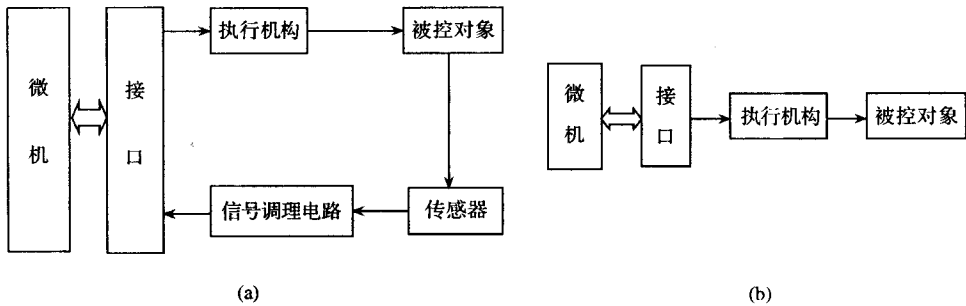 微机
接口
执行机构
被控对象
信号调理电路
传感器
(a)
微机
接口
执行机构
被控对象
(b)